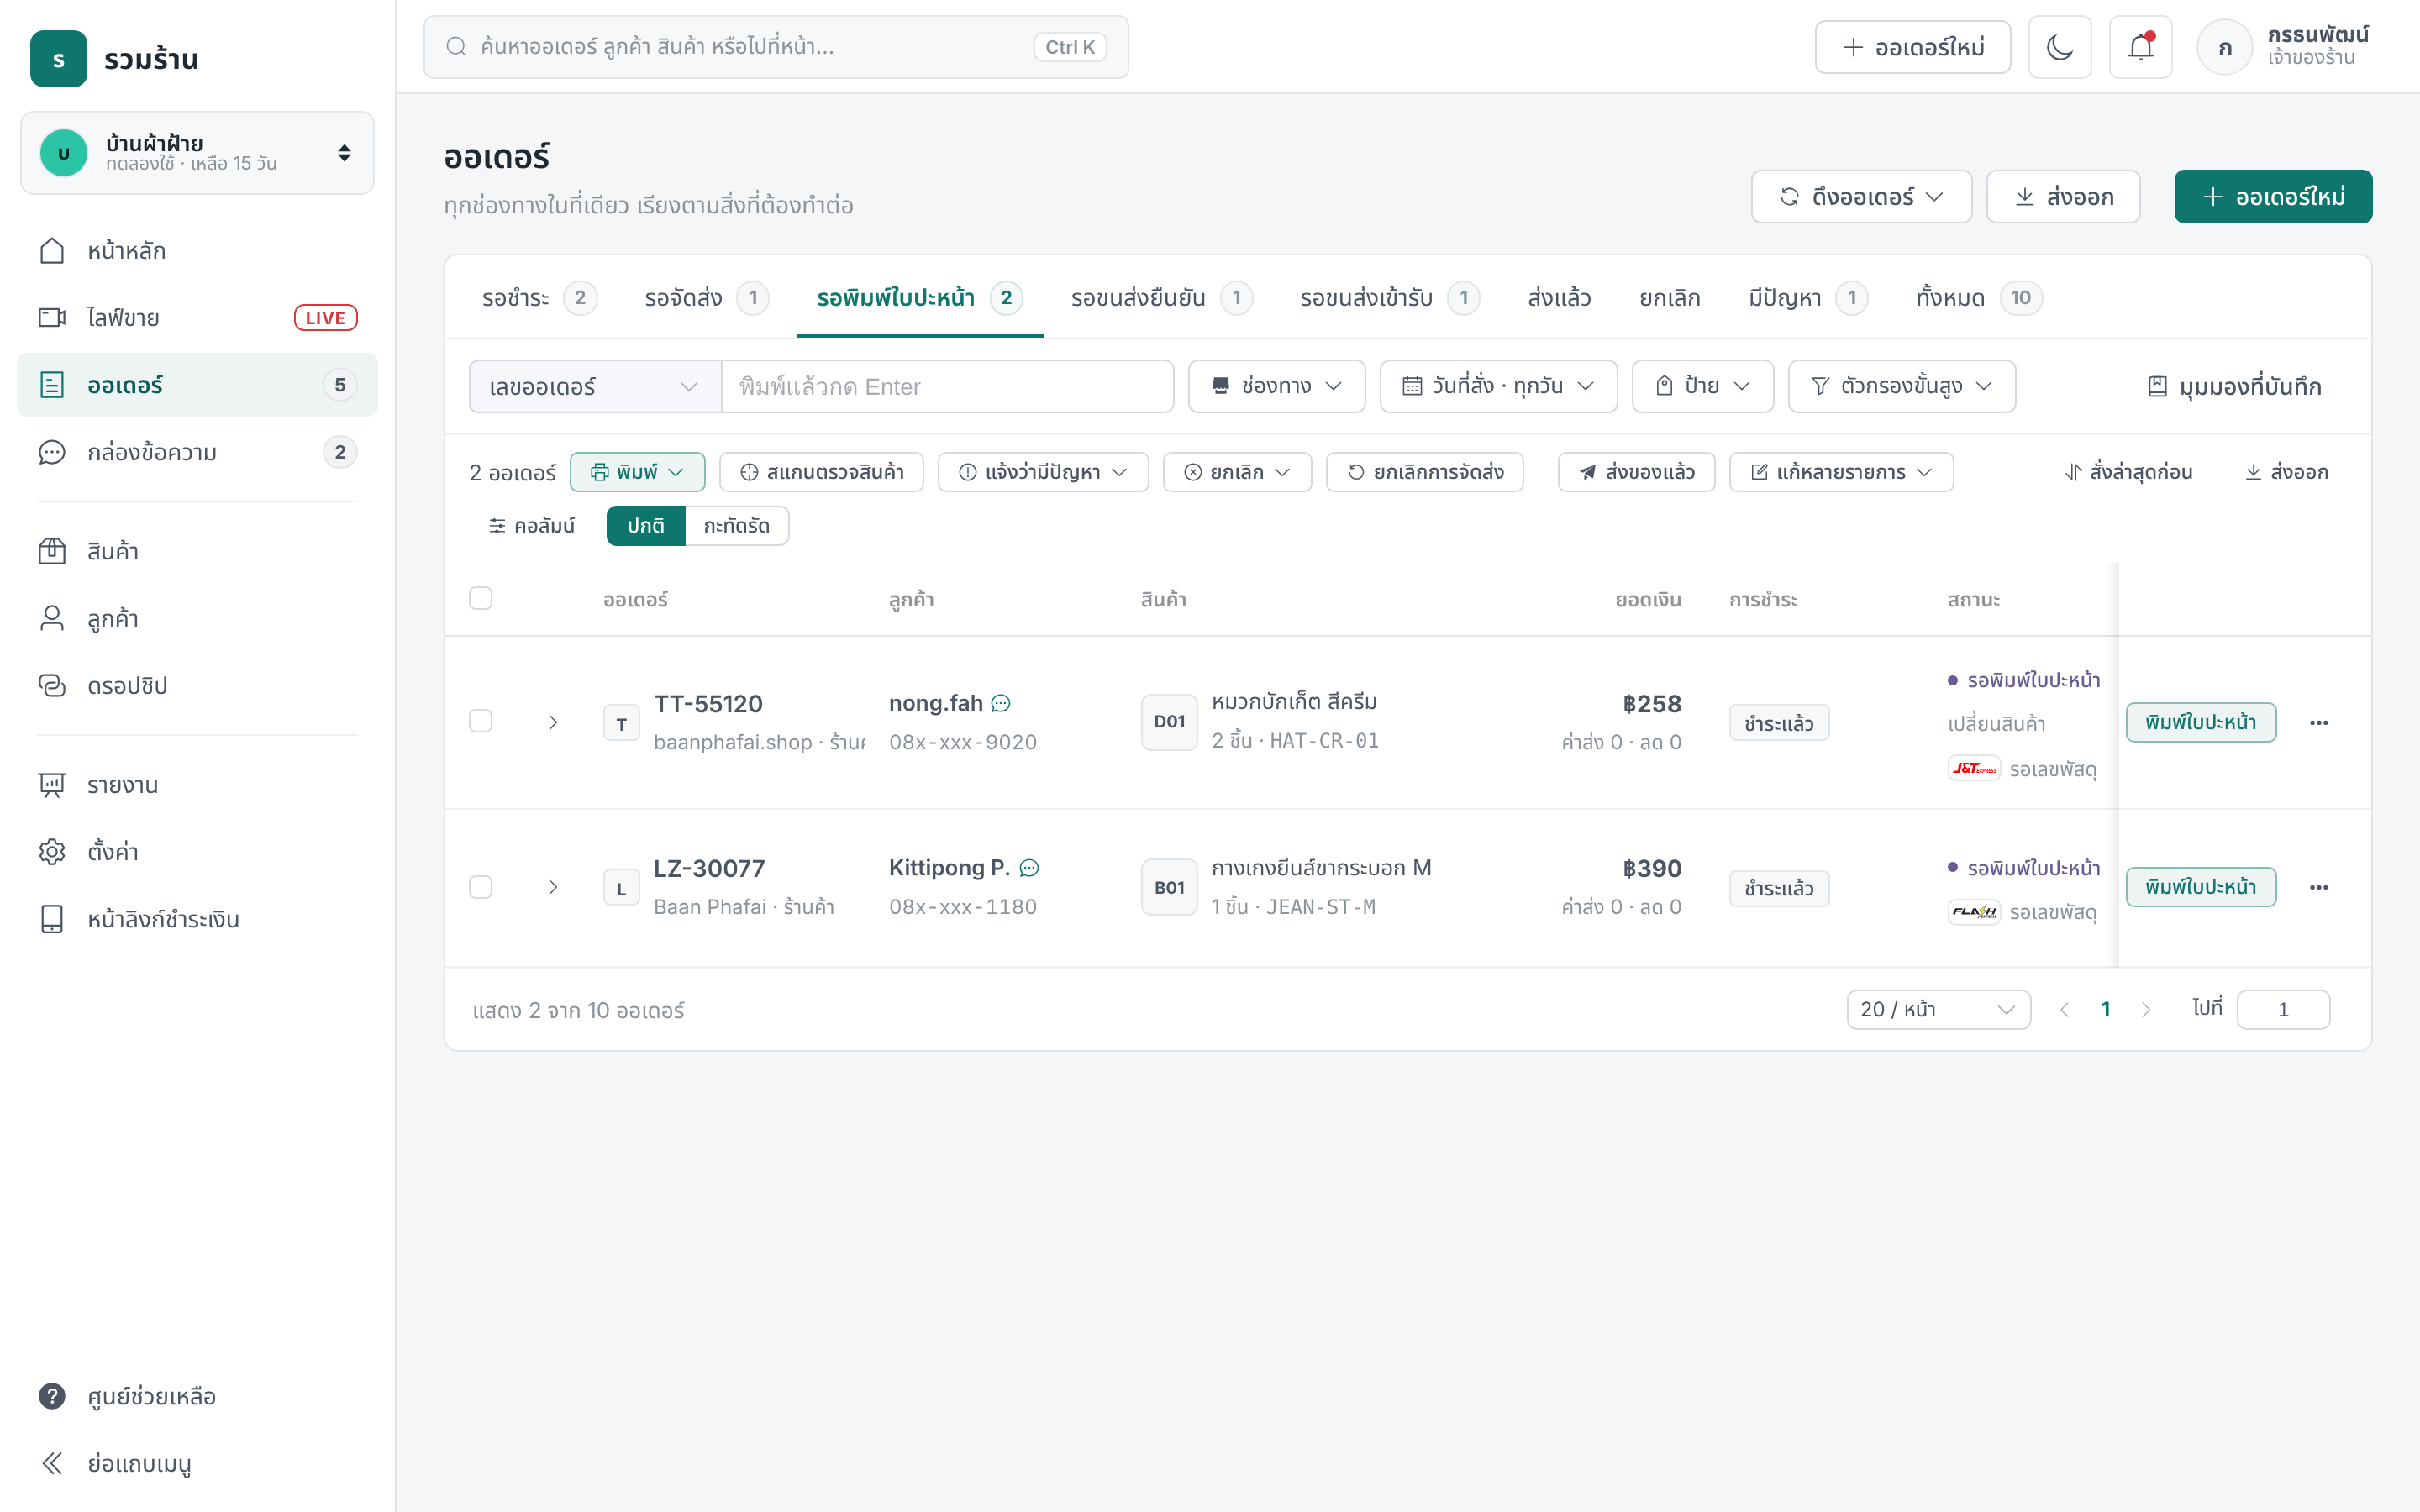 ร รวมร้าน
บ บ้านผ้าฝ้าย
ทดลองใช้ · เหลือ 15 วัน
หน้าหลัก
ไลฟ์ขาย LIVE
ออเดอร์ 5
กล่องข้อความ 2
สินค้า
ลูกค้า
ดรอปชิป
รายงาน
ตั้งค่า
หน้าลิงก์ชำระเงิน
ศูนย์ช่วยเหลือ
ย่อแถบเมนู
ค้นหาออเดอร์ ลูกค้า สินค้า หรือไปที่หน้า... Ctrl K
ออเดอร์ใหม่
ก กรธนพัฒน์
เจ้าของร้าน
ออเดอร์
ทุกช่องทางในที่เดียว เรียงตามสิ่งที่ต้องทำต่อ
ดึงออเดอร์ ส่งออก ออเดอร์ใหม่
รอชำระ 2 รอจัดส่ง 1 รอพิมพ์ใบปะหน้า 2 รอขนส่งยืนยัน 1 รอขนส่งเข้ารับ 1 ส่งแล้ว ยกเลิก มีปัญหา 1 ทั้งหมด 10
เลขออเดอร์ พิมพ์แล้วกด Enter ช่องทาง วันที่สั่ง · ทุกวัน ป้าย ตัวกรองขั้นสูง มุมมองที่บันทึก
2 ออเดอร์ พิมพ์ สแกนตรวจสินค้า แจ้งว่ามีปัญหา ยกเลิก ยกเลิกการจัดส่ง ส่งของแล้ว แก้หลายรายการ สั่งล่าสุดก่อน ส่งออก
คอลัมน์ ปกติ กะทัดรัด
ออเดอร์ ลูกค้า สินค้า ยอดเงิน การชำระ สถานะ
T TT-55120 nong.fah D01 หมวกบักเก็ต สีครีม ฿258 ชำระแล้ว รอพิมพ์ใบปะหน้า พิมพ์ใบปะหน้า
baanphafai.shop · 08x-xxx-9020 2 ชิ้น · HAT-CR-01 ค่าส่ง 0 · ลด 0 เปลี่ยนสินค้า
J&T EXPRESS รอเลขพัสดุ
L LZ-30077 Kittipong P. B01 กางเกงยีนส์ขากระบอก M ฿390 ชำระแล้ว รอพิมพ์ใบปะหน้า พิมพ์ใบปะหน้า
Baan Phafai · ร้านค้า 08x-xxx-1180 1 ชิ้น · JEAN-ST-M ค่าส่ง 0 · ลด 0 FLASH EXPRESS รอเลขพัสดุ
แสดง 2 จาก 10 ออเดอร์ 20 / หน้า 1 ไปที่ 1